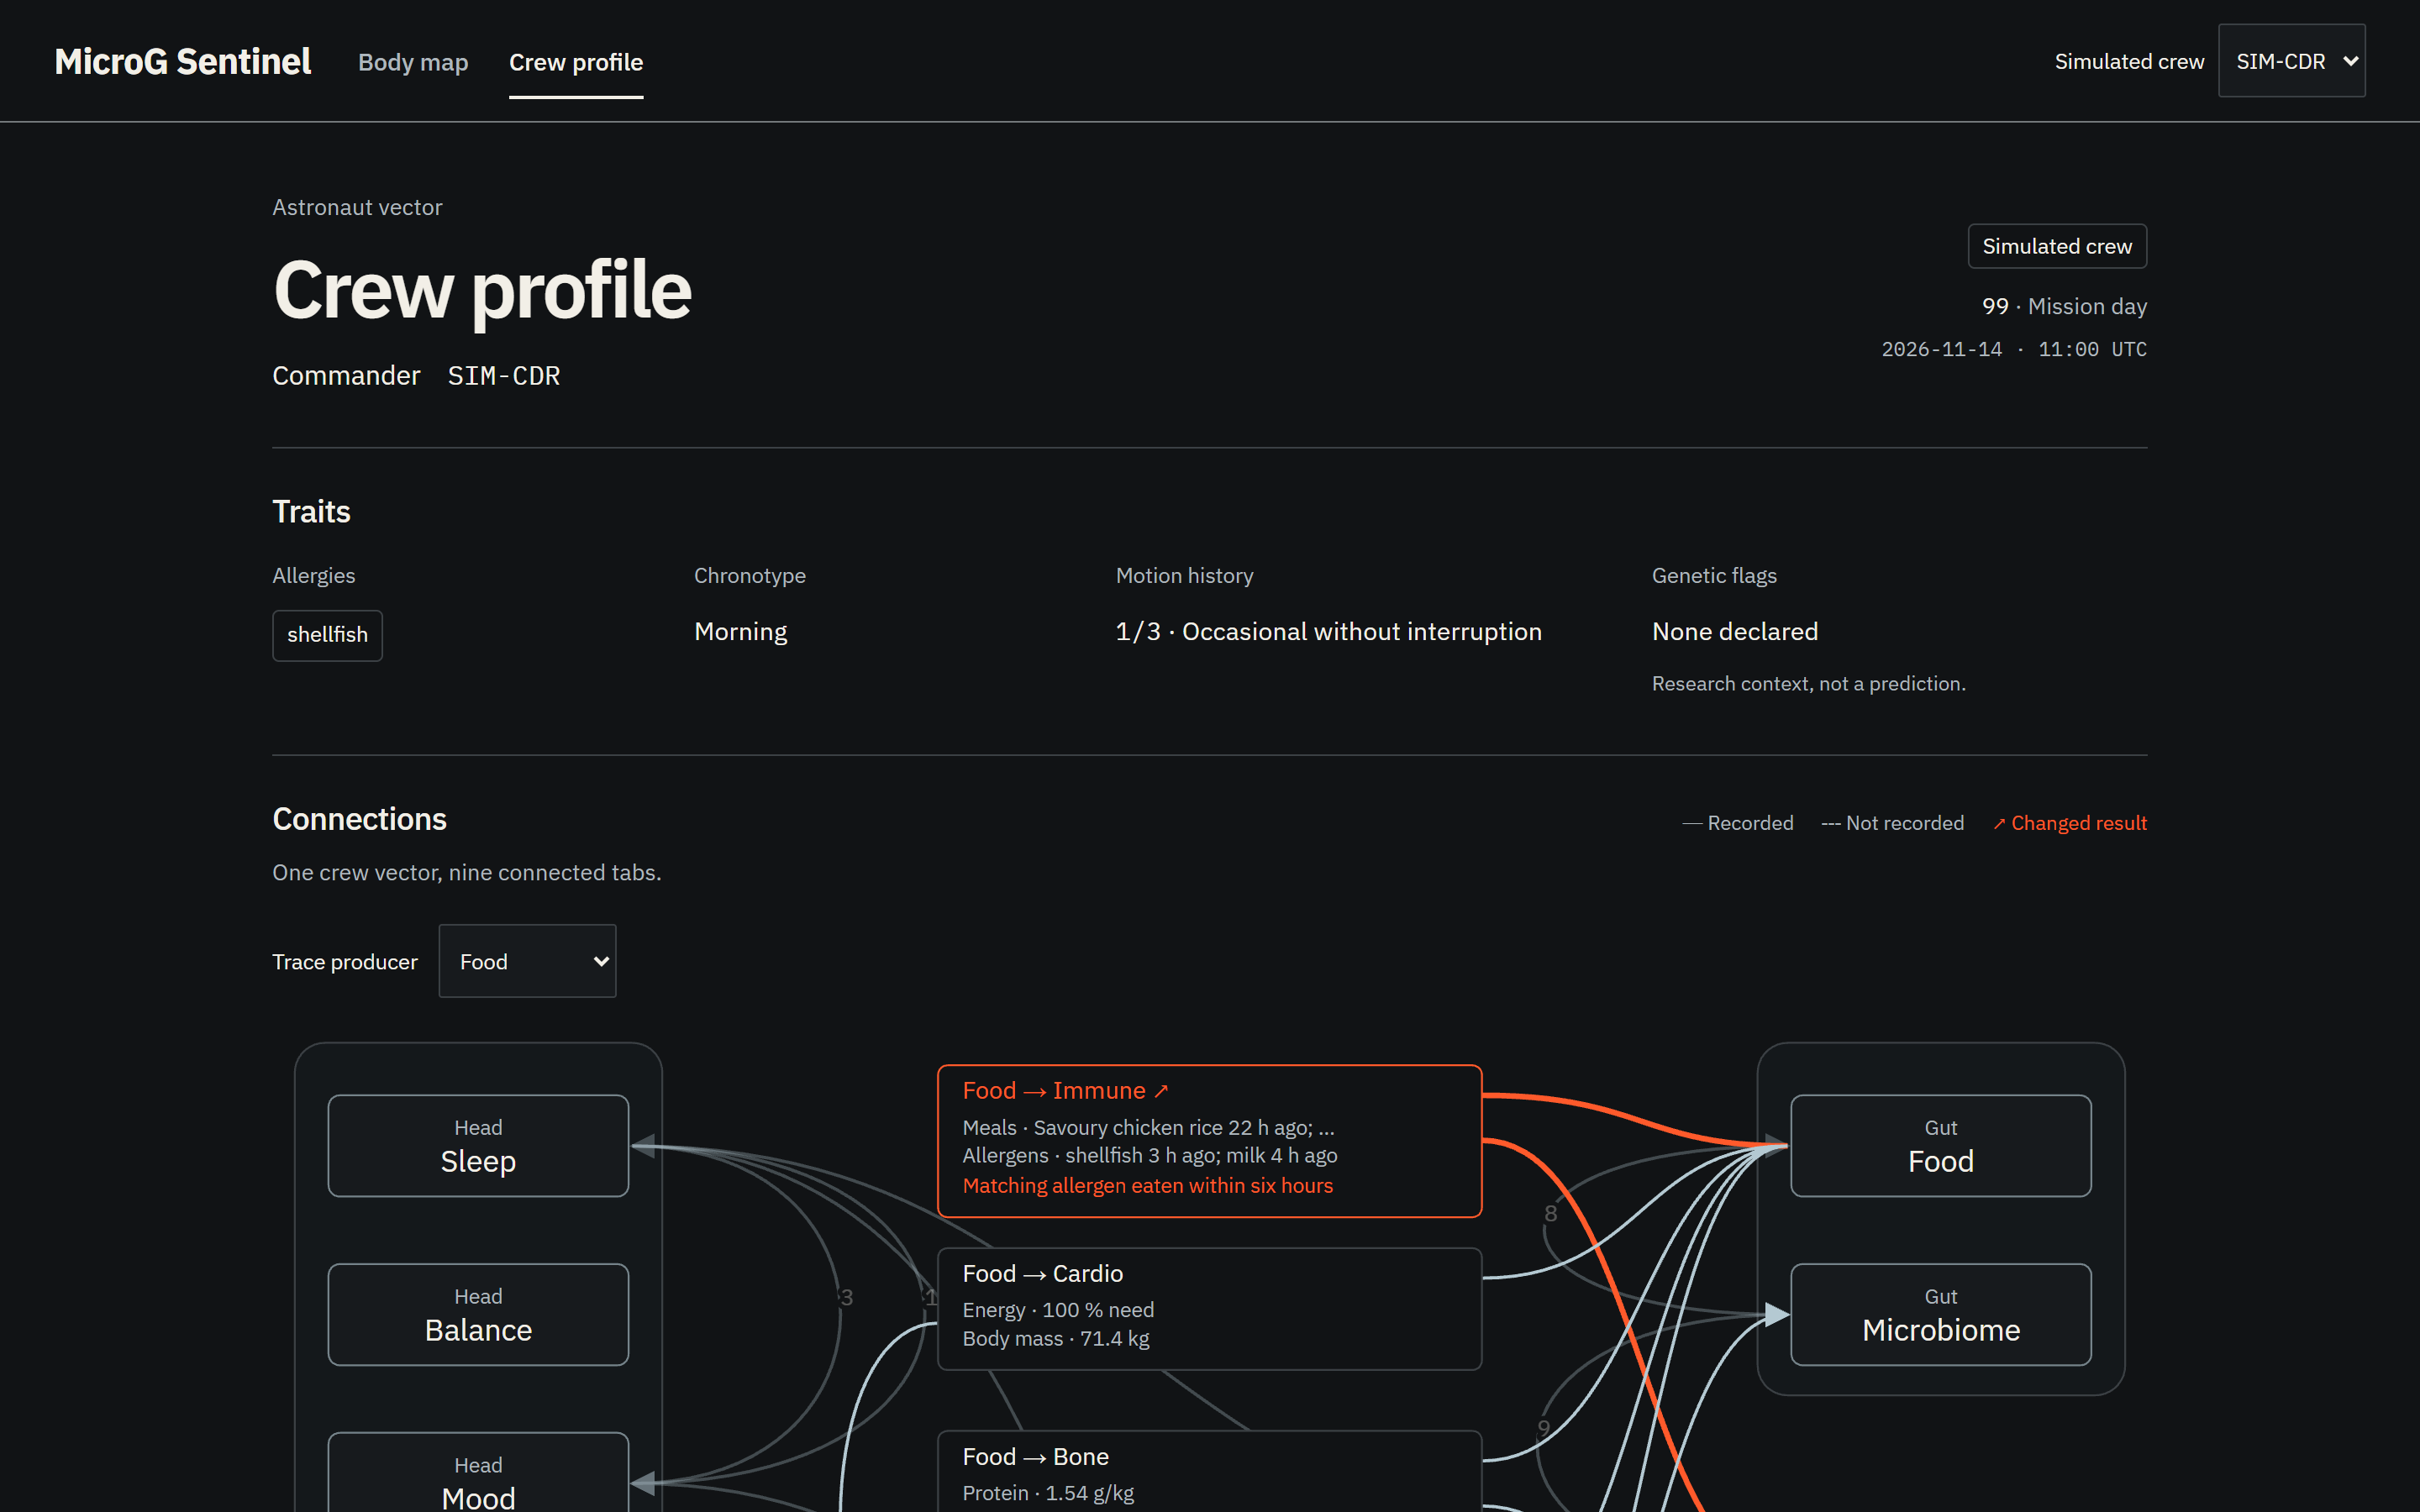 MicroG Sentinel
Body map
Crew profile
Simulated crew
SIM-CDR
Astronaut vector
Crew profile
Commander SIM-CDR
Simulated crew
99 · Mission day
2026-11-14 · 11:00 UTC
Traits
Allergies
shellfish
Chronotype
Morning
Motion history
1/3 · Occasional without interruption
Genetic flags
None declared
Research context, not a prediction.
Connections
— Recorded
--- Not recorded
↗ Changed result
One crew vector, nine connected tabs.
Trace producer
Food
Head
Sleep
Head
Balance
Head
Mood
3
1
Food → Immune ↗
Meals · Savoury chicken rice 22 h ago; ...
Allergens · shellfish 3 h ago; milk 4 h ago
Matching allergen eaten within six hours
Food → Cardio
Energy · 100 % need
Body mass · 71.4 kg
Food → Bone
Protein · 1.54 g/kg
8
9
Gut
Food
Gut
Microbiome